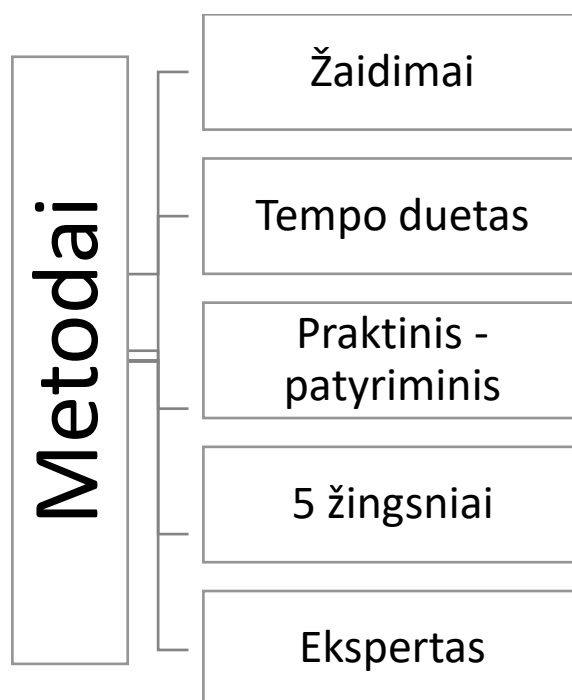 Metodai
Žaidimai
Tempo duetas
Praktinis -
patyriminis
5 žingsniai
Ekspertas